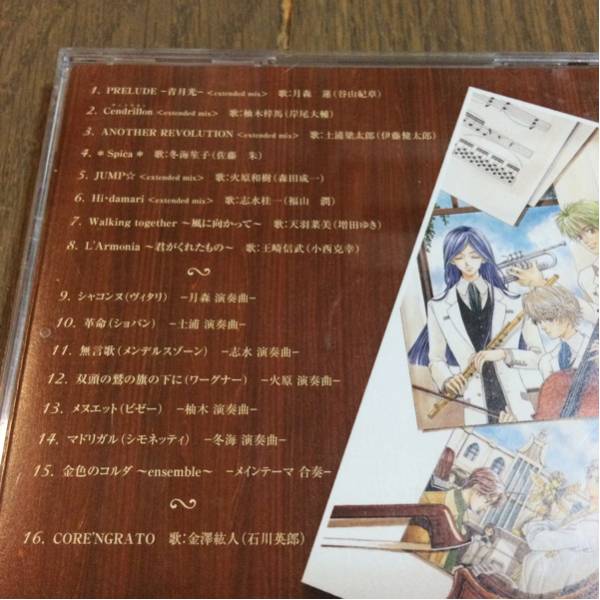 1. PRELUDE −青月光− <extended mix> 歌:月森 蓮(谷山紀章)
2. Cendrillon <extended mix> 歌:柚木梓馬(岸尾大輔)
3. ANOTHER REVOLUTION <extended mix> 歌:土浦梁太郎(伊藤健太郎)
4. *Spica* 歌:冬海笙子(佐藤 朱)
5. JUMP☆ <extended mix> 歌:火原和樹(森田成一)
6. Hi・damari <extended mix> 歌:志水桂一(福山 潤)
7. Walking together 〜風に向かって〜 歌:天羽菜美(増田ゆき)
8. L'Armonia 〜君がくれたもの〜 歌:王崎信武(小西克幸)
9. シャコンヌ(ヴィタリ) −月森 演奏曲−
10. 革命(ショパン) −土浦 演奏曲−
11. 無言歌(メンデルスゾーン) −志水 演奏曲−
12. 双頭の鷲の旗の下に(ワーグナー) −火原 演奏曲−
13. メヌエット(ビゼー) −柚木 演奏曲−
14. マドリガル(シモネッティ) −冬海 演奏曲−
15. 金色のコルダ 〜ensemble〜 −メインテーマ 合奏−
16. CORE'NGRATO 歌:金澤紘人(石川英郎)